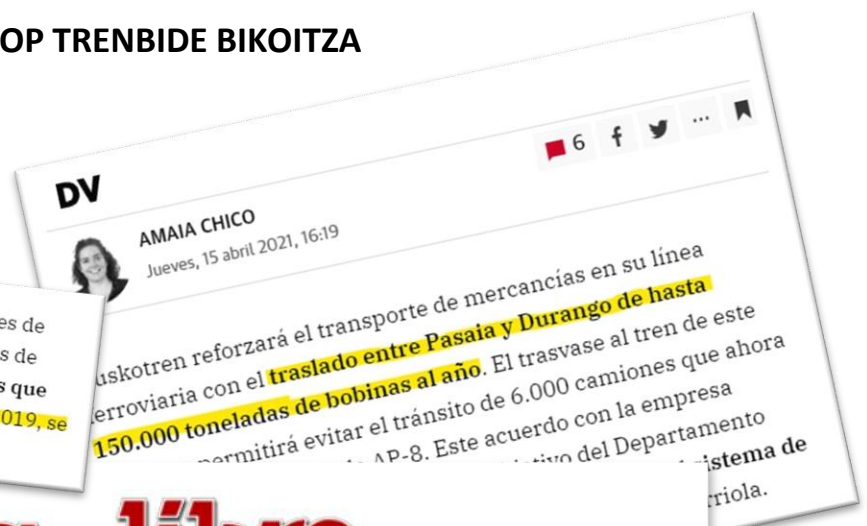 OP TRENBIDE BIKOITZA
DV
6
AMAIA CHICO
Jueves, 15 abril 2021, 16:19
uskotren reforzará el transporte de mercancías en su línea
erroviaria con el traslado entre Pasaia y Durango de hasta
150.000 toneladas de bobinas al año. El trasvase al tren de este
permitirá evitar el tránsito de 6.000 camiones que ahora
AP-8. Este acuerdo con la empresa
del Departamento
istema de
rriola.
es de
s de
s que
2019, se
libre